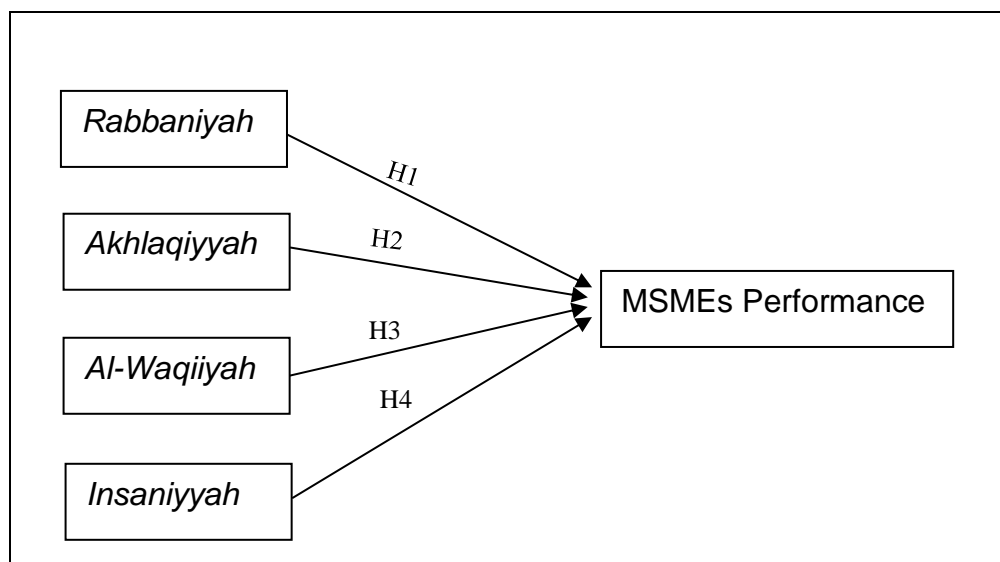 Rabbaniyah
H1
Akhlaqiyyah
H2
MSMEs Performance
Al-Waqiiyah
H3
H4
Insaniyyah